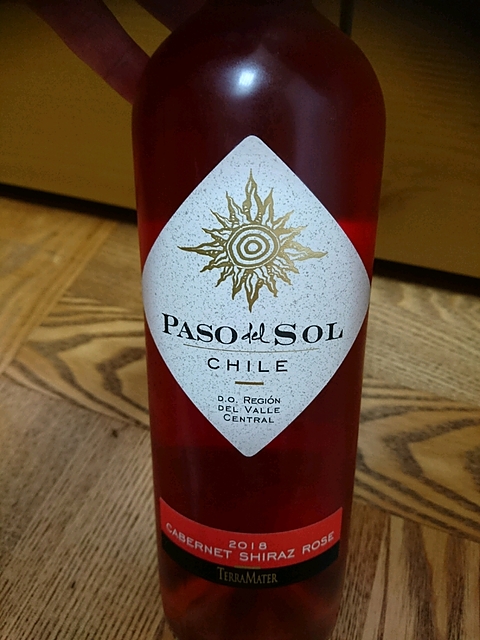 PASO del SOL
CHILE
D.O. REGIÓN
DEL VALLE
CENTRAL
2018
CABERNET SHIRAZ ROSE
TERRAMATER